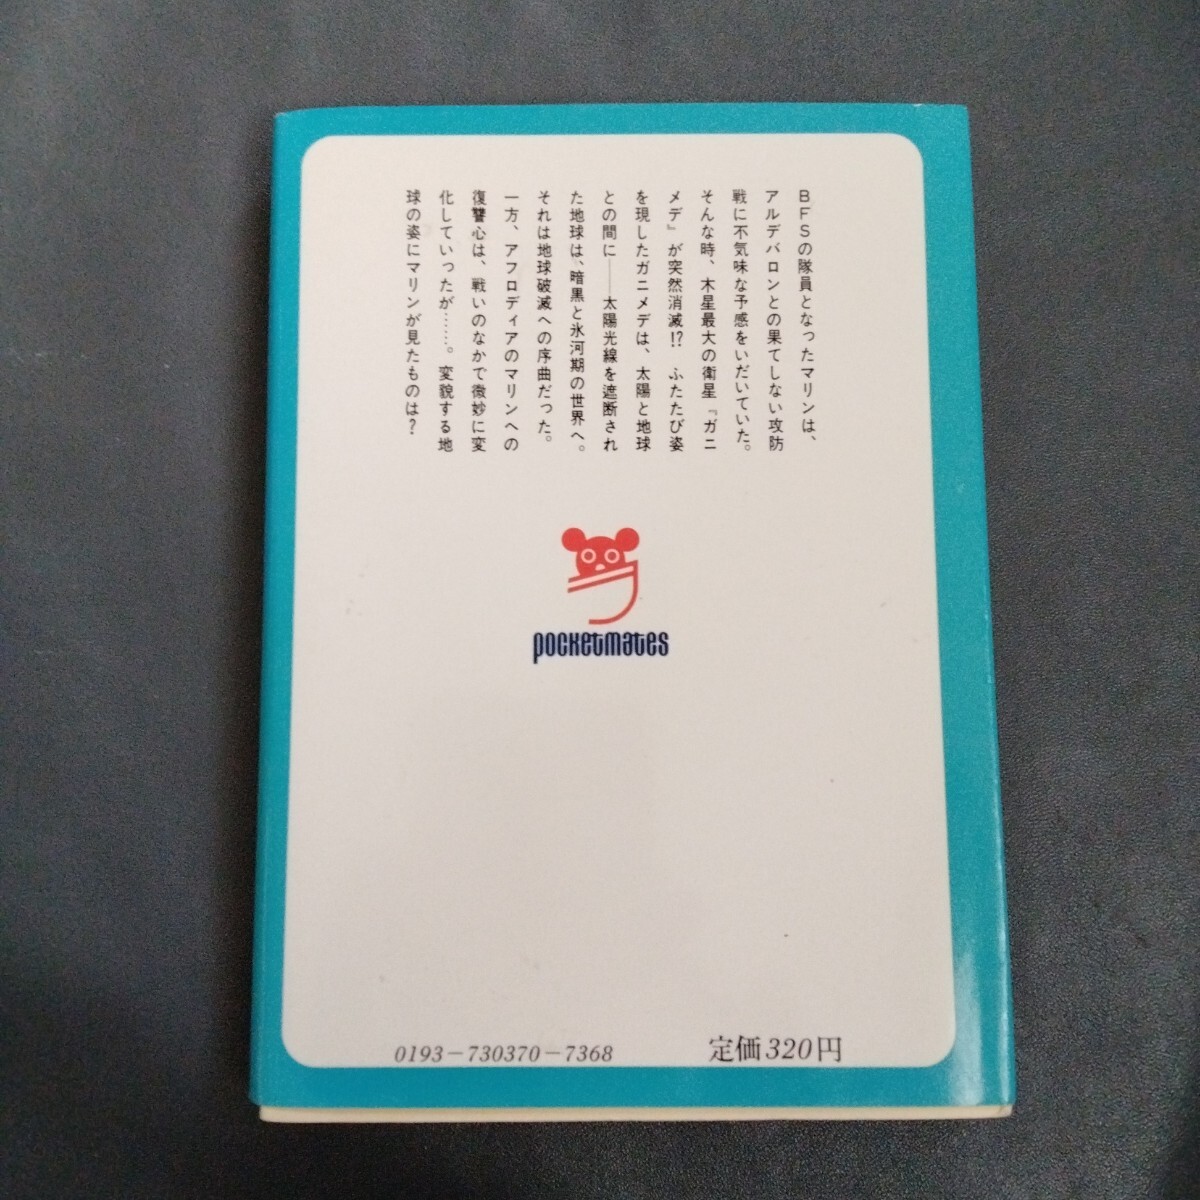 BFSの隊員となったマリンは、
アルデバロンとの果てしない攻防
戦に不気味な予感をいだいていた。
そんな時、木星最大の衛星『ガニ
メデ』が突然消滅!? ふたたび姿
を現したガニメデは、太陽と地球
との間に——太陽光線を遮断され
た地球は、暗黒と氷河期の世界へ。
それは地球破滅への序曲だった。
一方、アフロディアのマリンへの
復讐心は、戦いのなかで微妙に変
化していったが……。変貌する地
球の姿にマリンが見たものは?
pocketmates
0193-730370-7368
定価320円